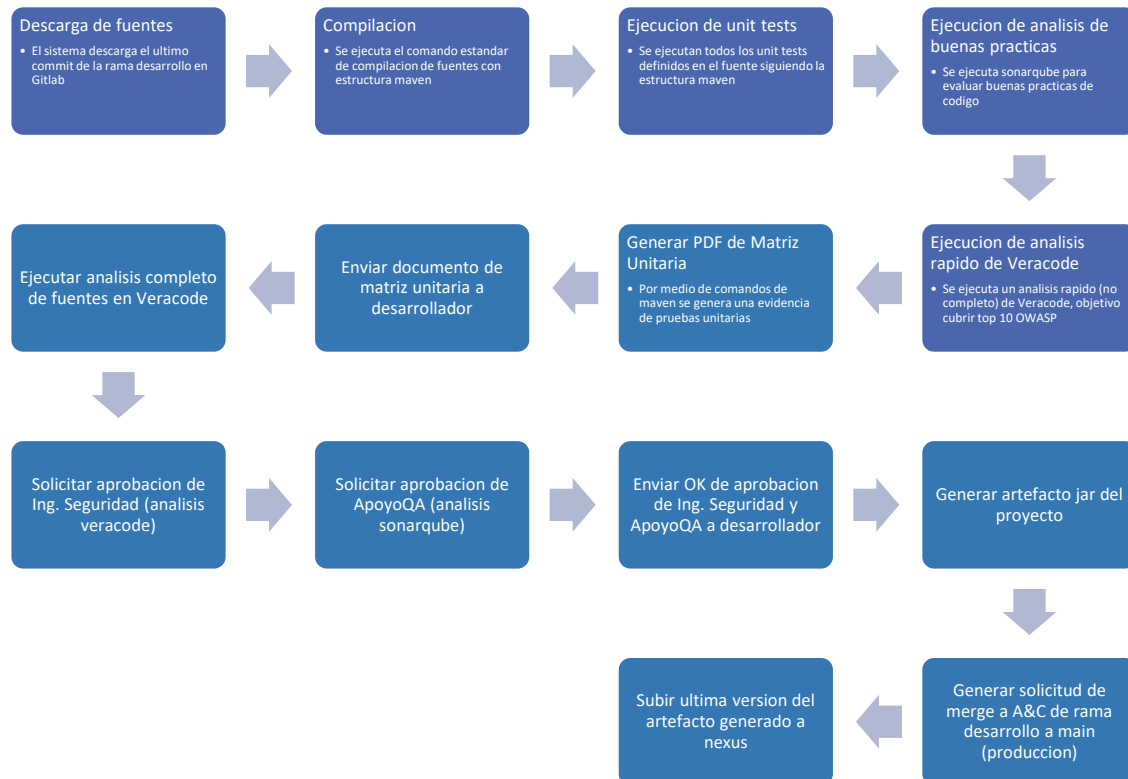 Descarga de fuentes
• El sistema descarga el ultimo
commit de la rama desarrollo en
Gitlab
Compilacion
• Se ejecuta el comando estandar
de compilacion de fuentes con
estructura maven
Ejecucion de unit tests
• Se ejecutan todos los unit tests
definidos en el fuente siguiendo la
estructura maven
Ejecucion de analisis de
buenas practicas
• Se ejecuta sonarqube para
evaluar buenas practicas de
codigo
Ejecucion de analisis
rapido de Veracode
• Se ejecuta un analisis rapido (no
completo) de Veracode, objetivo
cubrir top 10 OWASP
Generar PDF de Matriz
Unitaria
• Por medio de comandos de
maven se genera una evidencia
de pruebas unitarias
Enviar documento de
matriz unitaria a
desarrollador
Ejecutar analisis completo
de fuentes en Veracode
Solicitar aprobacion de
Ing. Seguridad (analisis
veracode)
Solicitar aprobacion de
ApoyoQA (analisis
sonarqube)
Enviar OK de aprobacion
de Ing. Seguridad y
ApoyoQA a desarrollador
Generar artefacto jar del
proyecto
Generar solicitud de
merge a A&C de rama
desarrollo a main
(produccion)
Subir ultima version del
artefacto generado a
nexus